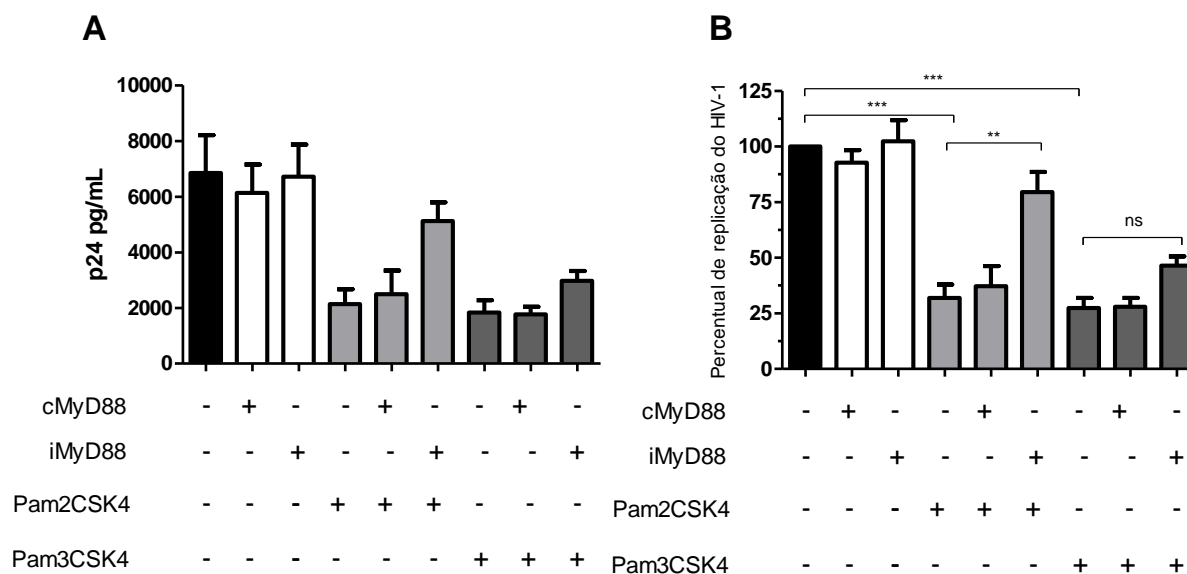 A
p24 pg/mL
10000
8000
6000
4000
2000
0
cMyD88 - + - - + - - + -
iMyD88 - - + - - + - - +
Pam2CSK4 - - - + + + - - -
Pam3CSK4 - - - - - - + + +
B
Percentual de replicação do HIV-1
125
100
75
50
25
0
***
***
**
ns
cMyD88 - + - - + - - + -
iMyD88 - - + - - + - - +
Pam2CSK4 - - - + + + - - -
Pam3CSK4 - - - - - - + + +